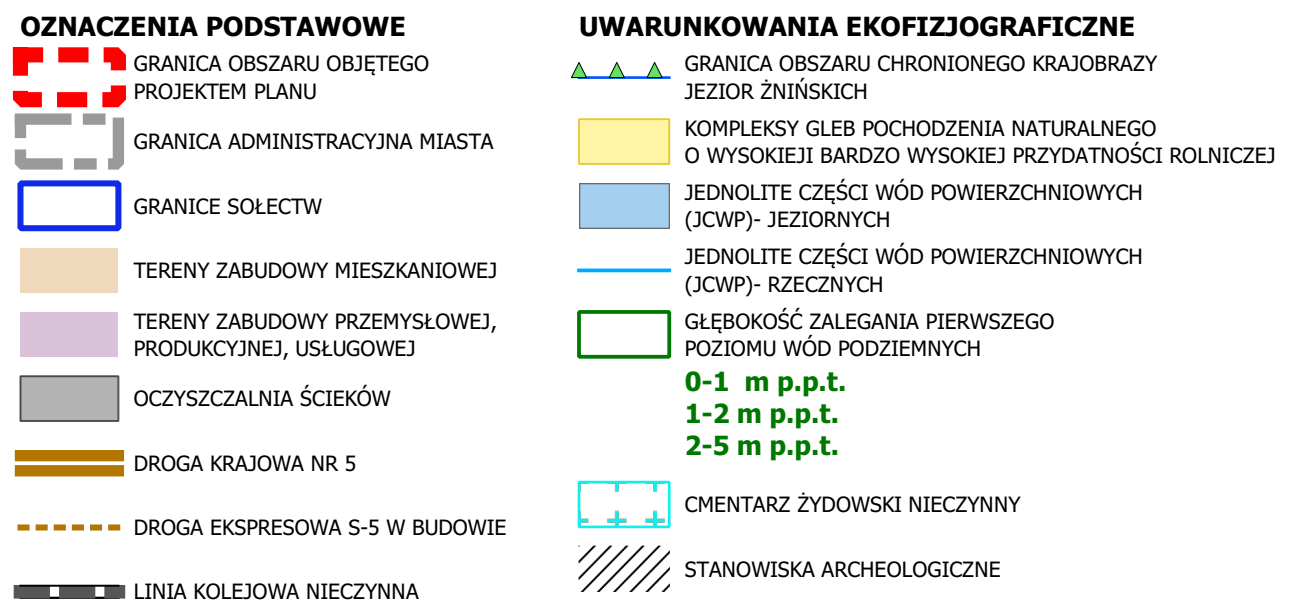 OZNACZENIA PODSTAWOWE
GRANICA OBSZARU OBJĘTEGO
PROJEKTEM PLANU
GRANICA ADMINISTRACYJNA MIASTA
GRANICE SOŁECTW
TERENY ZABUDOWY MIESZKANIOWEJ
TERENY ZABUDOWY PRZEMYSŁOWEJ,
PRODUKCYJNEJ, USŁUGOWEJ
OCZYSZCZALNIA ŚCIEKÓW
DROGA KRAJOWA NR 5
DROGA EKSPRESOWA S-5 W BUDOWIE
LINIA KOLEJOWA NIECZYNNA
UWARUNKOWANIA EKOFIZJOGRAFICZNE
GRANICA OBSZARU CHRONIONEGO KRAJOBRAZY
JEZIOR ŻNIŃSKICH
KOMPLEKSY GLEB POCHODZENIA NATURALNEGO
O WYSOKIEJI BARDZO WYSOKIEJ PRZYDATNOŚCI ROLNICZEJ
JEDNOLITE CZĘŚCI WÓD POWIERZCHNIOWYCH
(JCWP)- JEZIORNYCH
JEDNOLITE CZĘŚCI WÓD POWIERZCHNIOWYCH
(JCWP)- RZECZNYCH
GŁĘBOKOŚĆ ZALEGANIA PIERWSZEGO
POZIOMU WÓD PODZIEMNYCH
0-1 m p.p.t.
1-2 m p.p.t.
2-5 m p.p.t.
CMENTARZ ŻYDOWSKI NIECZYNNY
STANOWISKA ARCHEOLOGICZNE